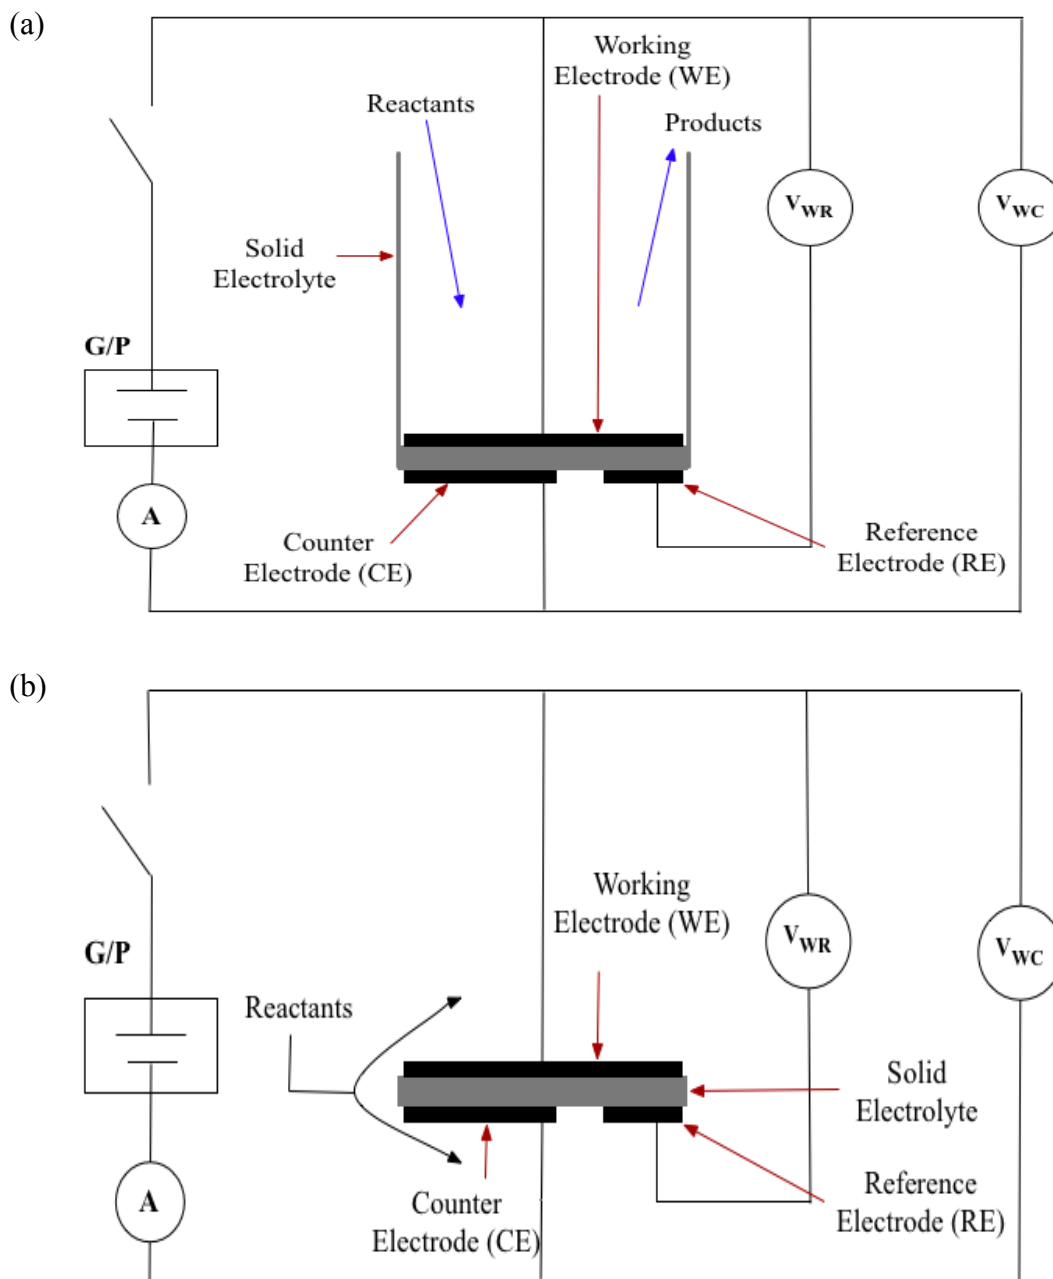 (a)
Working
Electrode (WE)
Reactants
Products
V_WR
V_WC
Solid
Electrolyte
G/P
A
Counter
Electrode (CE)
Reference
Electrode (RE)
(b)
Working
Electrode (WE)
V_WR
V_WC
G/P
Reactants
Solid
Electrolyte
A
Counter
Electrode (CE)
Reference
Electrode (RE)